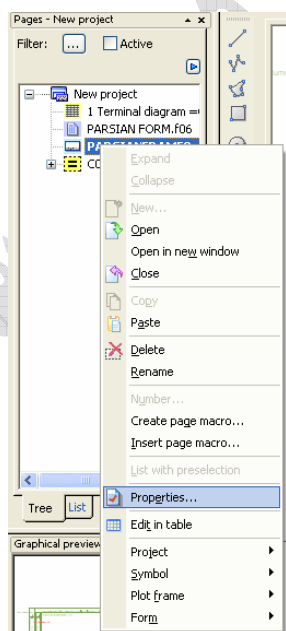 Pages - New project
Filter: ... Active
New project
1 Terminal diagram =
PARSIAN FORM.f06
Expand
Collapse
New...
Open
Open in new window
Close
Copy
Paste
Delete
Rename
Number...
Create page macro...
Insert page macro...
List with preselection
Properties...
Edit in table
Project
Symbol
Plot frame
Form
Tree List
Graphical preview